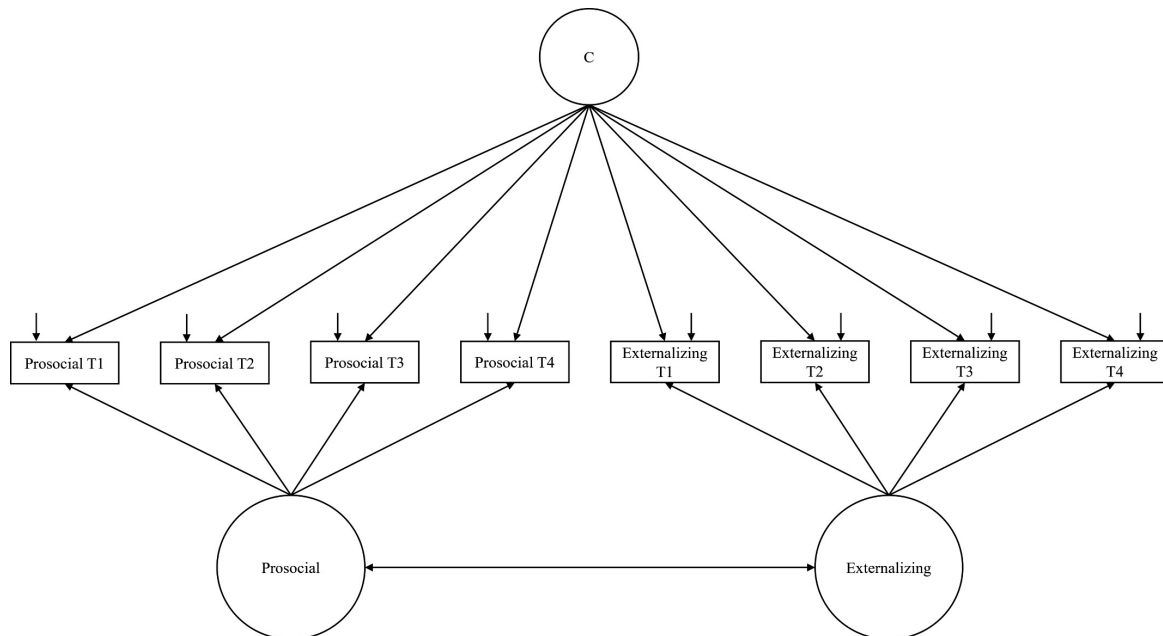 C
Prosocial T1
Prosocial T2
Prosocial T3
Prosocial T4
Externalizing
T1
Externalizing
T2
Externalizing
T3
Externalizing
T4
Prosocial
Externalizing